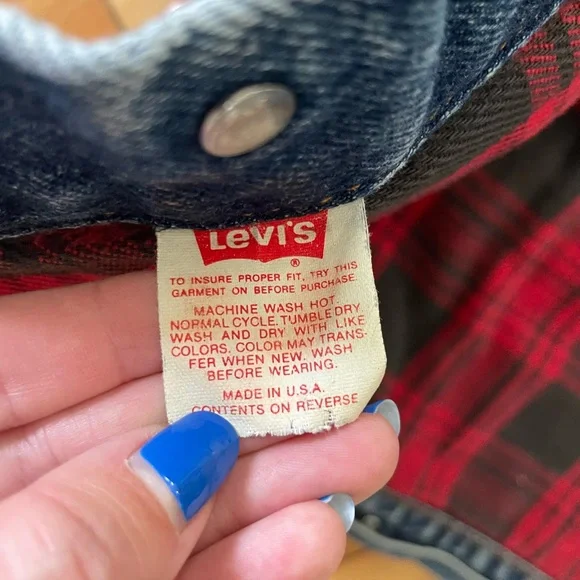 LEVI'S
®
TO INSURE PROPER FIT, TRY THIS
GARMENT ON BEFORE PURCHASE.
MACHINE WASH HOT,
NORMAL CYCLE. TUMBLE DRY.
WASH AND DRY WITH LIKE
COLORS. COLOR MAY TRANS-
FER WHEN NEW. WASH
BEFORE WEARING.
MADE IN U.S.A.
CONTENTS ON REVERSE